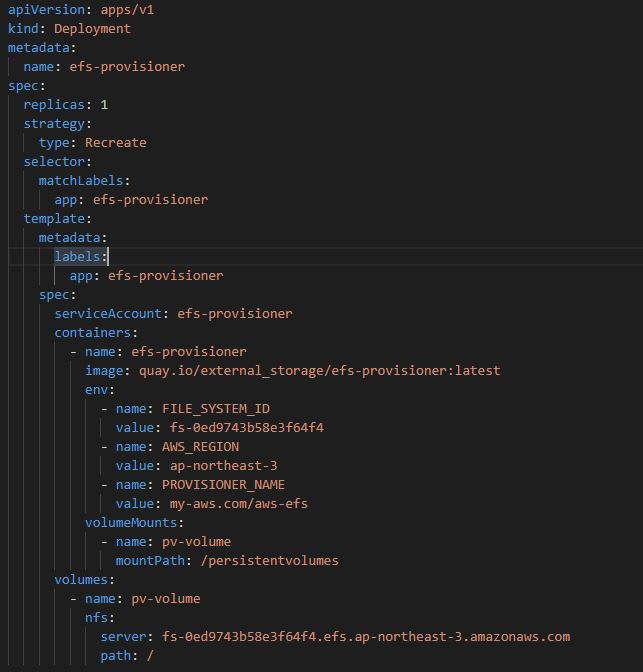 apiVersion: apps/v1
kind: Deployment
metadata:
  name: efs-provisioner
spec:
  replicas: 1
  strategy:
    type: Recreate
  selector:
    matchLabels:
      app: efs-provisioner
  template:
    metadata:
      labels:
        app: efs-provisioner
    spec:
      serviceAccount: efs-provisioner
      containers:
        - name: efs-provisioner
          image: quay.io/external_storage/efs-provisioner:latest
          env:
            - name: FILE_SYSTEM_ID
              value: fs-0ed9743b58e3f64f4
            - name: AWS_REGION
              value: ap-northeast-3
            - name: PROVISIONER_NAME
              value: my-aws.com/aws-efs
          volumeMounts:
            - name: pv-volume
              mountPath: /persistentvolumes
      volumes:
        - name: pv-volume
          nfs:
            server: fs-0ed9743b58e3f64f4.efs.ap-northeast-3.amazonaws.com
            path: /